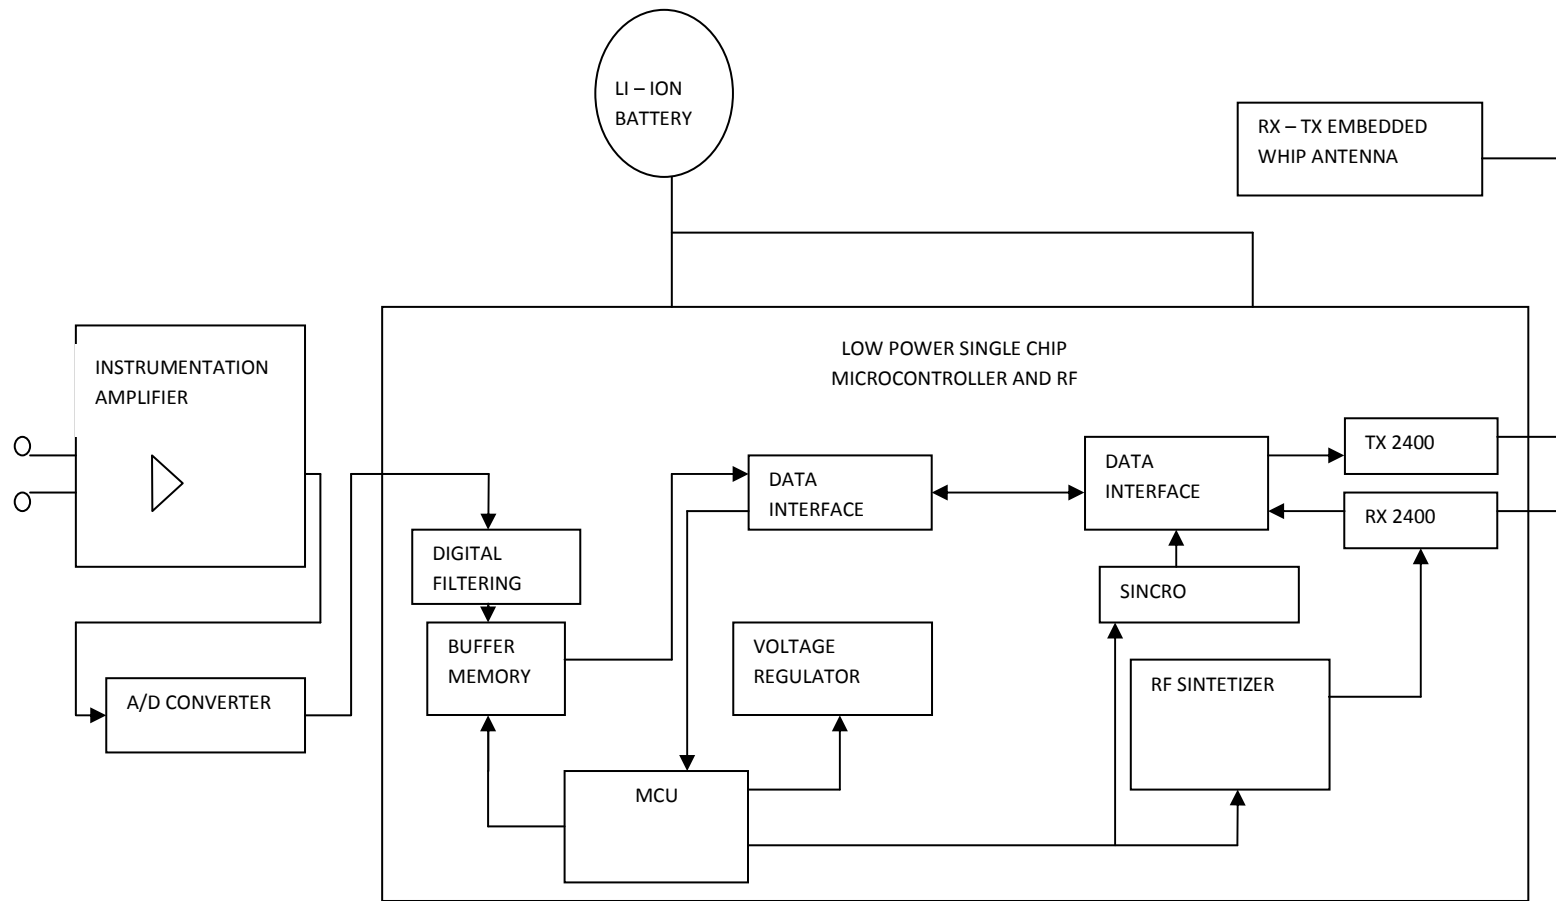 LI – ION
BATTERY
RX – TX EMBEDDED
WHIP ANTENNA
LOW POWER SINGLE CHIP
MICROCONTROLLER AND RF
INSTRUMENTATION
AMPLIFIER
TX 2400
DATA
INTERFACE
DATA
INTERFACE
RX 2400
DIGITAL
FILTERING
SINCRO
BUFFER
MEMORY
VOLTAGE
REGULATOR
RF SINTETIZER
A/D CONVERTER
MCU